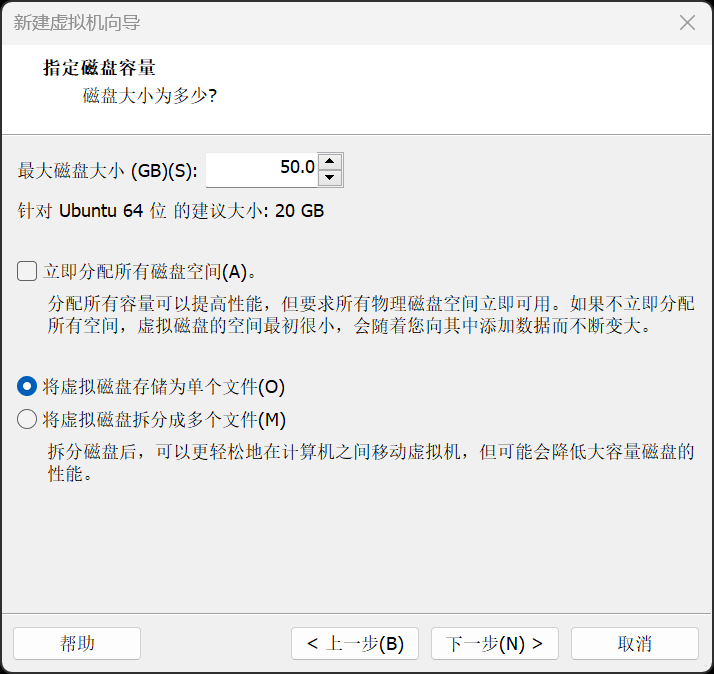 新建虚拟机向导
指定磁盘容量
磁盘大小为多少?
最大磁盘大小 (GB)(S): 50.0
针对 Ubuntu 64 位 的建议大小: 20 GB
立即分配所有磁盘空间(A)。
分配所有容量可以提高性能，但要求所有物理磁盘空间立即可用。如果不立即分配
所有空间，虚拟磁盘的空间最初很小，会随着您向其中添加数据而不断变大。
将虚拟磁盘存储为单个文件(O)
将虚拟磁盘拆分成多个文件(M)
拆分磁盘后，可以更轻松地在计算机之间移动虚拟机，但可能会降低大容量磁盘的
性能。
帮助 < 上一步(B) 下一步(N) > 取消